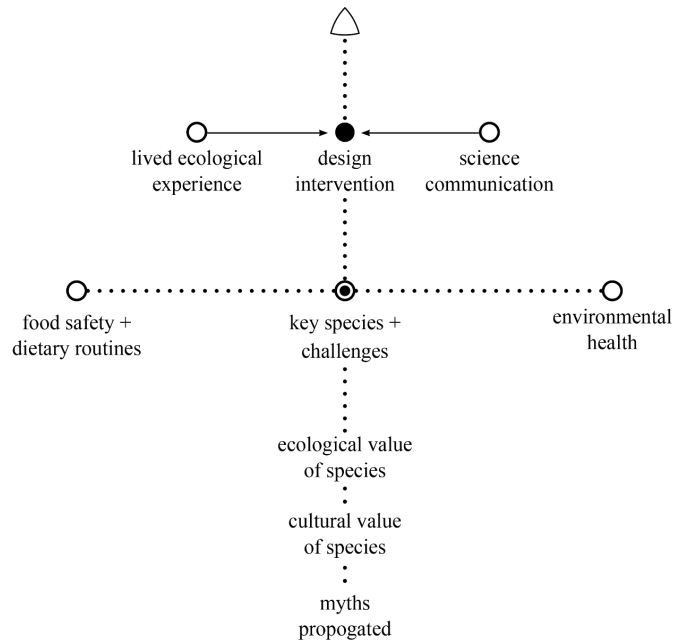 lived ecological
experience
design
intervention
science
communication
food safety +
dietary routines
key species +
challenges
environmental
health
ecological value
of species
cultural value
of species
myths
propogated